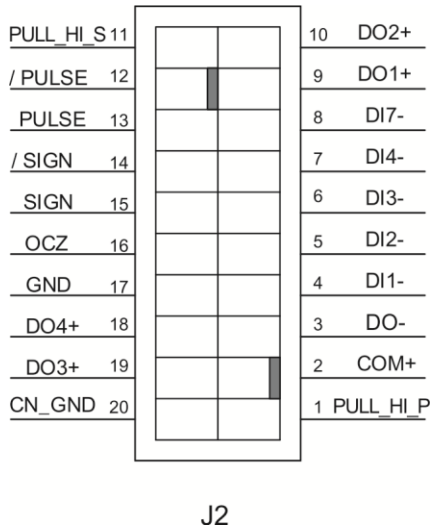 PULL_HI_S 11 10 DO2+
/ PULSE 12 9 DO1+
PULSE 13 8 DI7-
/ SIGN 14 7 DI4-
SIGN 15 6 DI3-
OCZ 16 5 DI2-
GND 17 4 DI1-
DO4+ 18 3 DO-
DO3+ 19 2 COM+
CN_GND 20 1 PULL_HI_P
J2